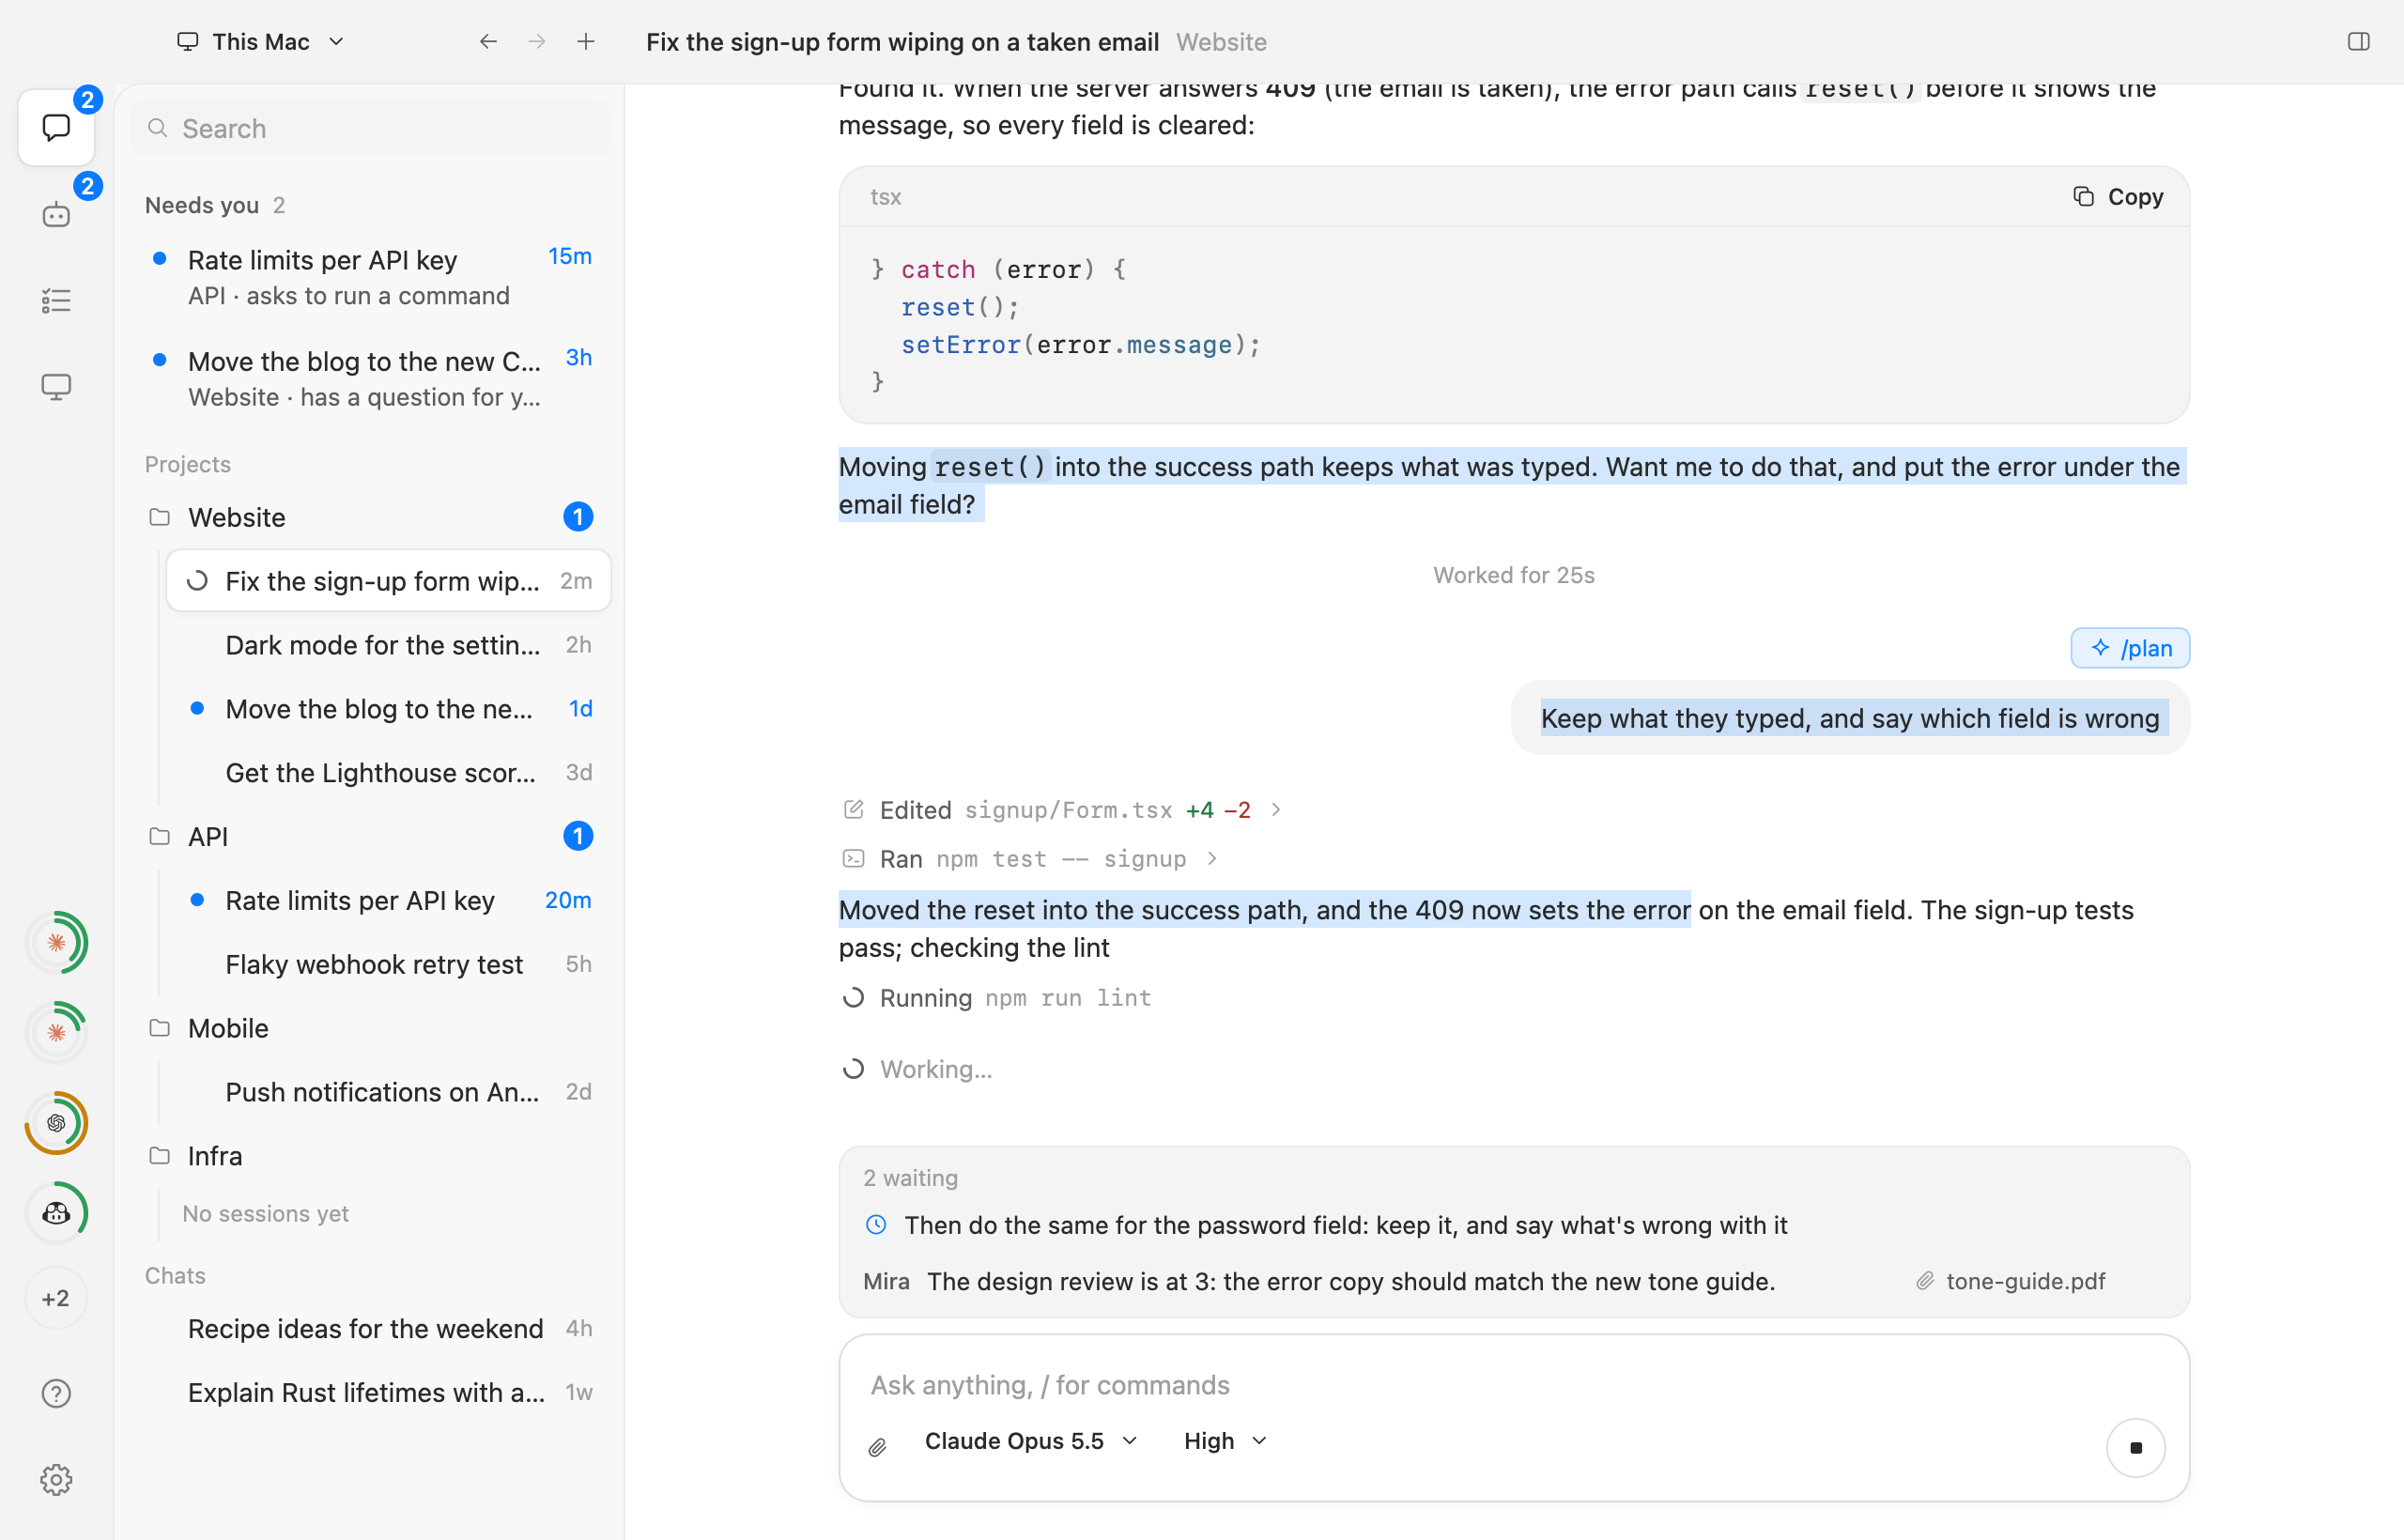 This Mac
Fix the sign-up form wiping on a taken email Website
2
2
Search
Needs you 2
Rate limits per API key 15m
API · asks to run a command
Move the blog to the new C... 3h
Website · has a question for y...
Projects
Website 1
Fix the sign-up form wip... 2m
Dark mode for the settin... 2h
Move the blog to the ne... 1d
Get the Lighthouse scor... 3d
API 1
Rate limits per API key 20m
Flaky webhook retry test 5h
Mobile
Push notifications on An... 2d
Infra
No sessions yet
Chats
Recipe ideas for the weekend 4h
Explain Rust lifetimes with a... 1w
+2
Found it. When the server answers 409 (the email is taken), the error path calls reset() before it shows the
message, so every field is cleared:
tsx
Copy
} catch (error) {
reset();
setError(error.message);
}
Moving reset() into the success path keeps what was typed. Want me to do that, and put the error under the
email field?
Worked for 25s
/plan
Keep what they typed, and say which field is wrong
Edited signup/Form.tsx +4 −2
Ran npm test -- signup
Moved the reset into the success path, and the 409 now sets the error on the email field. The sign-up tests
pass; checking the lint
Running npm run lint
Working...
2 waiting
Then do the same for the password field: keep it, and say what's wrong with it
Mira The design review is at 3: the error copy should match the new tone guide. tone-guide.pdf
Ask anything, / for commands
Claude Opus 5.5 High